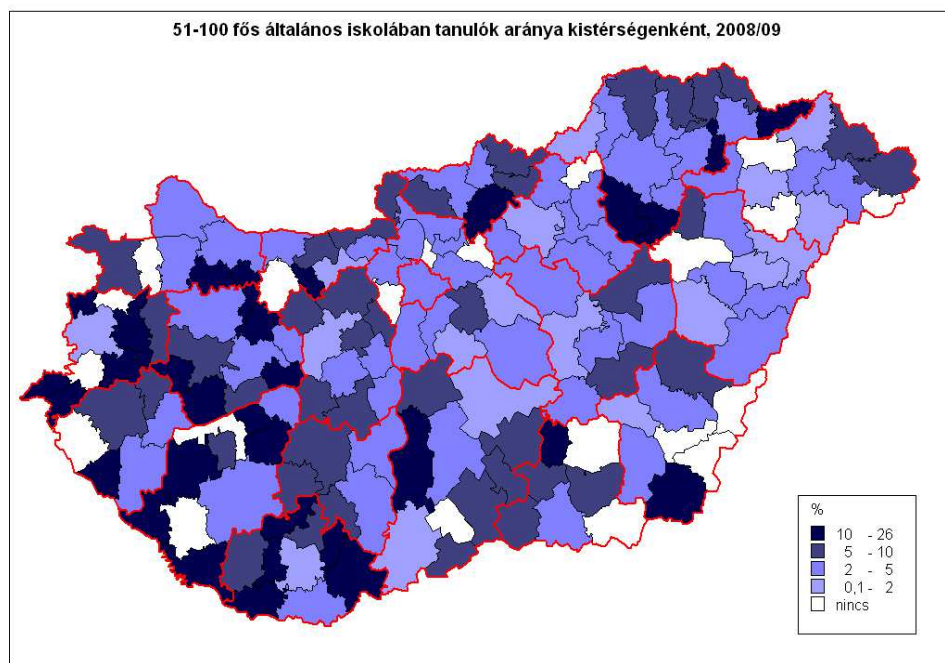 51-100 fős általános iskolában tanulók aránya kistérségenként, 2008/09
%
10 - 26
5 - 10
2 - 5
0,1 - 2
nincs